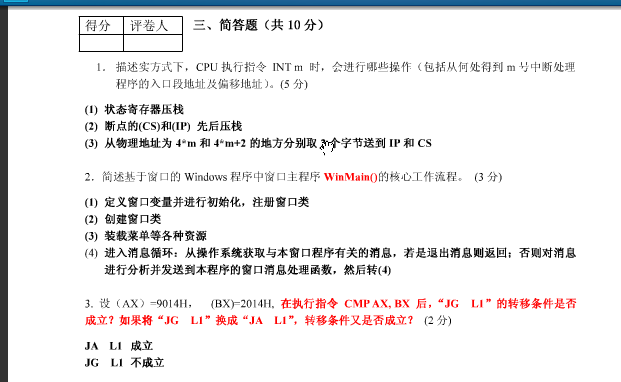 得分 评卷人 三、简答题（共 10 分）
1. 描述实方式下，CPU 执行指令 INT m 时，会进行哪些操作（包括从何处得到 m 号中断处理
程序的入口段地址及偏移地址）。(5 分)
(1) 状态寄存器压栈
(2) 断点的(CS)和(IP) 先后压栈
(3) 从物理地址为 4*m 和 4*m+2 的地方分别取 个字节送到 IP 和 CS
2. 简述基于窗口的 Windows 程序中窗口主程序 WinMain()的核心工作流程。 (3 分)
(1) 定义窗口变量并进行初始化，注册窗口类
(2) 创建窗口类
(3) 装载菜单等各种资源
(4) 进入消息循环：从操作系统获取与本窗口程序有关的消息，若是退出消息则返回；否则对消息
进行分析并发送到本程序的窗口消息处理函数，然后转(4)
3. 设（AX）=9014H， (BX)=2014H, 在执行指令 CMP AX, BX 后，“JG L1” 的转移条件是否
成立？如果将 “JG L1” 换成 “JA L1”，转移条件又是否成立？ (2 分)
JA L1 成立
JG L1 不成立